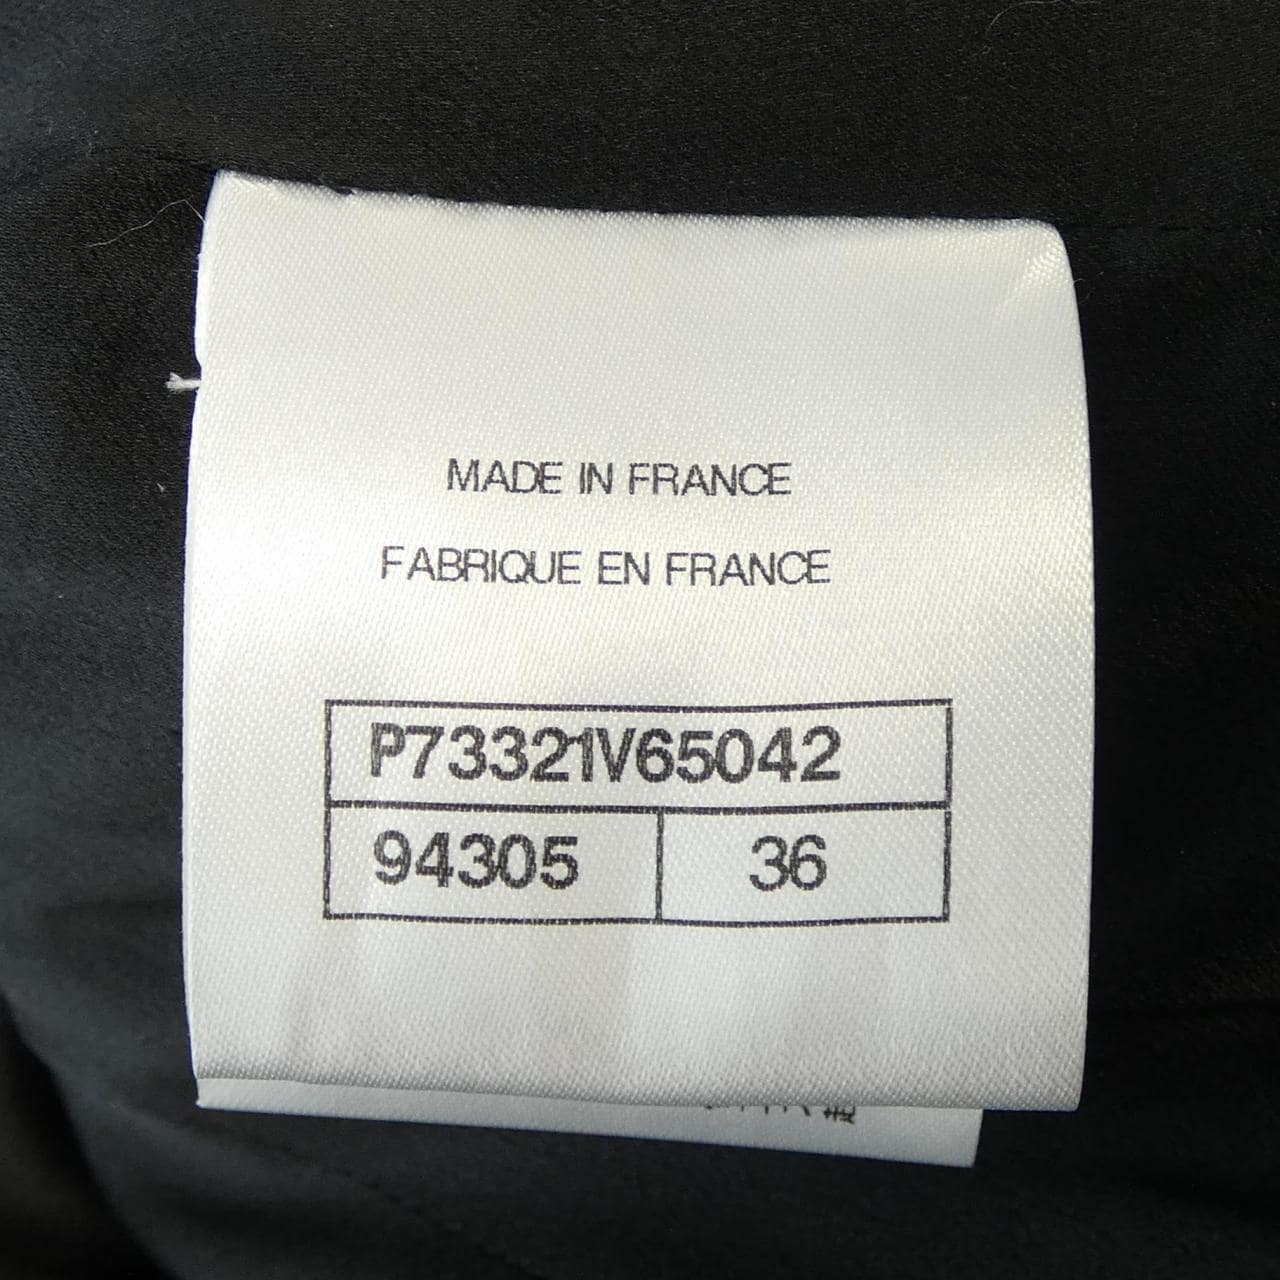 MADE IN FRANCE
FABRIQUE EN FRANCE
P73321V65042
94305 36